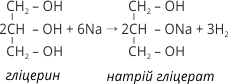 CH₂ – OH CH₂ – OH
2CH – OH + 6Na → 2CH – ONa + 3H₂
CH₂ – OH CH₂ – OH
гліцерин натрій гліцерат